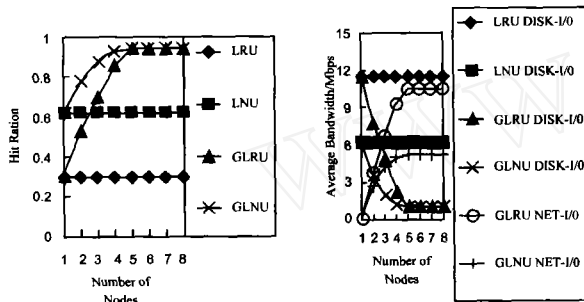 1
0.8
0.6
0.4
0.2
0
Hit Ration
1 2 3 4 5 6 7 8
Number of
Nodes
LRU
LNU
GLRU
GLNU
15
12
9
6
3
0
Average Bandwidth/Mbps
1 2 3 4 5 6 7 8
Number of
Nodes
LRU DISK-I/0
LNU DISK-I/0
GLRU DISK-I/0
GLNU DISK-I/0
GLRU NET-I/0
GLNU NET-I/0